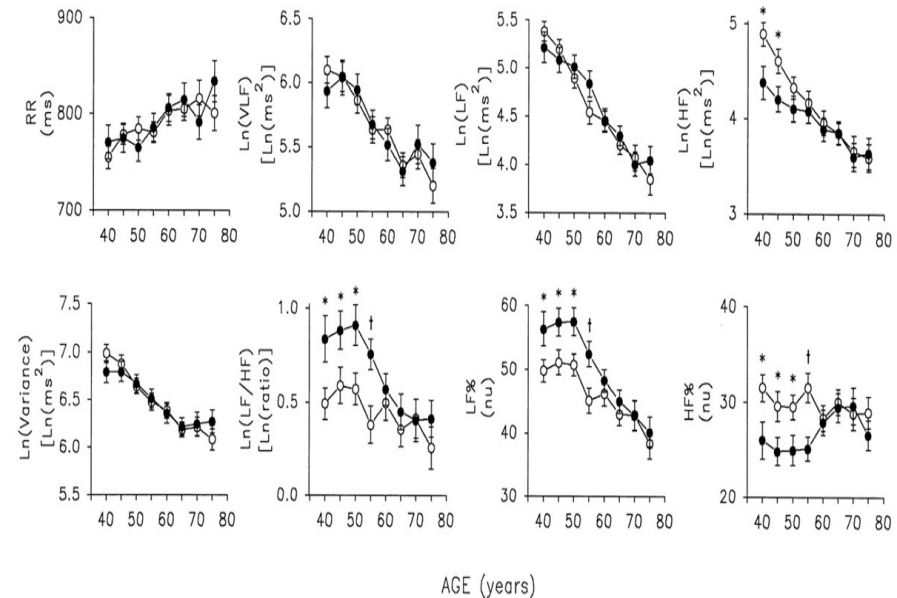 900
800
700
RR
(ms)
40 50 60 70 80
6.5
6.0
5.5
5.0
Ln(VLF)
[Ln(ms²)]
40 50 60 70 80
5.5
5.0
4.5
4.0
3.5
Ln(LF)
[Ln(ms²)]
40 50 60 70 80
5
4
3
Ln(HF)
[Ln(ms²)]
* *
40 50 60 70 80
7.5
7.0
6.5
6.0
5.5
Ln(Variance)
[Ln(ms²)]
40 50 60 70 80
1.0
0.5
0.0
Ln(LF/HF)
[Ln(ratio)]
* * * †
40 50 60 70 80
60
50
40
30
LF%
(nu)
* * * †
40 50 60 70 80
40
30
20
HF%
(nu)
* * * †
40 50 60 70 80
AGE (years)